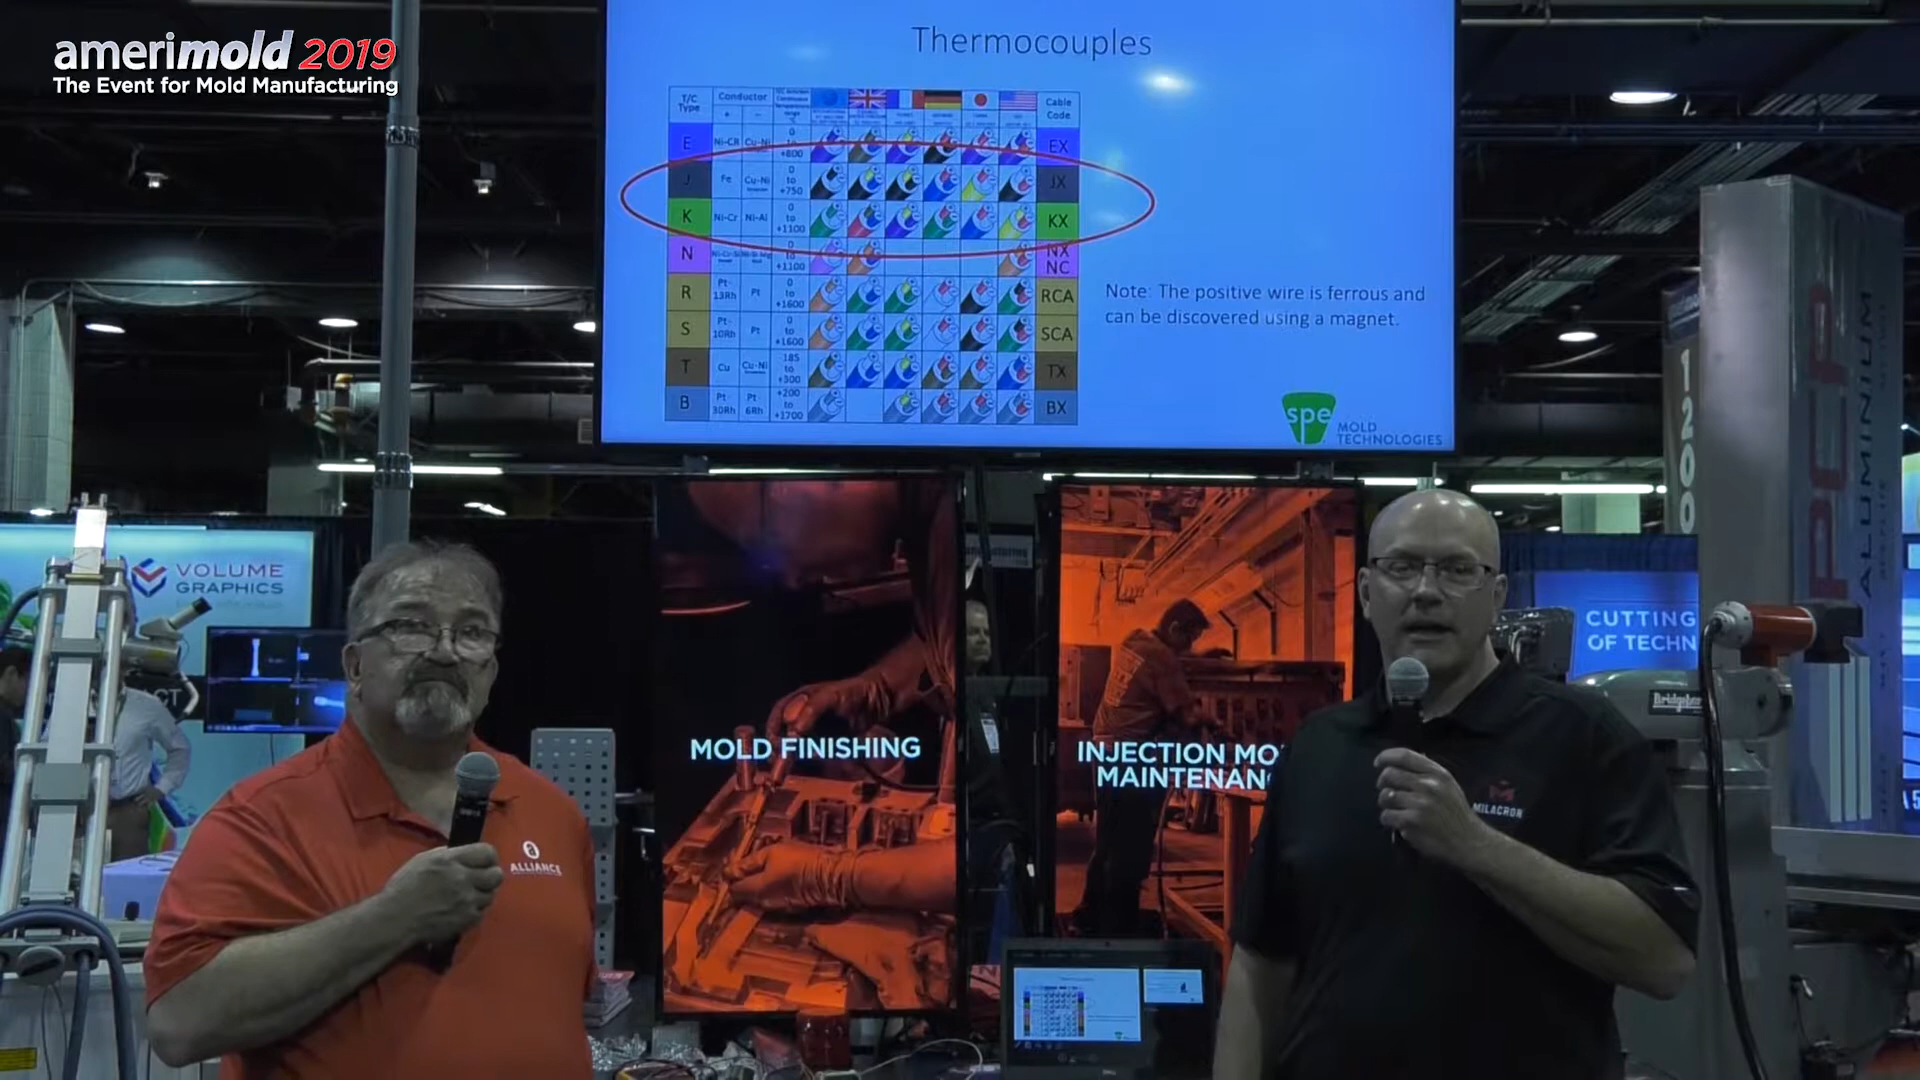 amerimold 2019
The Event for Mold Manufacturing
Thermocouples
T/C Type
Conductor
+
−
Cable Code
E Ni-CR Cu-Ni 0 to +800 EX
J Fe Cu-Ni 0 to +750 JX
K Ni-Cr Ni-Al 0 to +1100 KX
N 0 to +1100 NX NC
R Pt-13Rh Pt 0 to +1600 RCA
S Pt-10Rh Pt 0 to +1600 SCA
T Cu Cu-Ni 185 to +300 TX
B Pt 30Rh Pt 6Rh +200 to +1700 BX
Note: The positive wire is ferrous and
can be discovered using a magnet.
spe
MOLD
TECHNOLOGIES
VOLUME
GRAPHICS
MOLD FINISHING
INJECTION MO
MAINTENANC
CUTTING
OF TECHN
Bridgepor
1200
PCP
ALUMINIUM
ALLIANCE
MILACRON